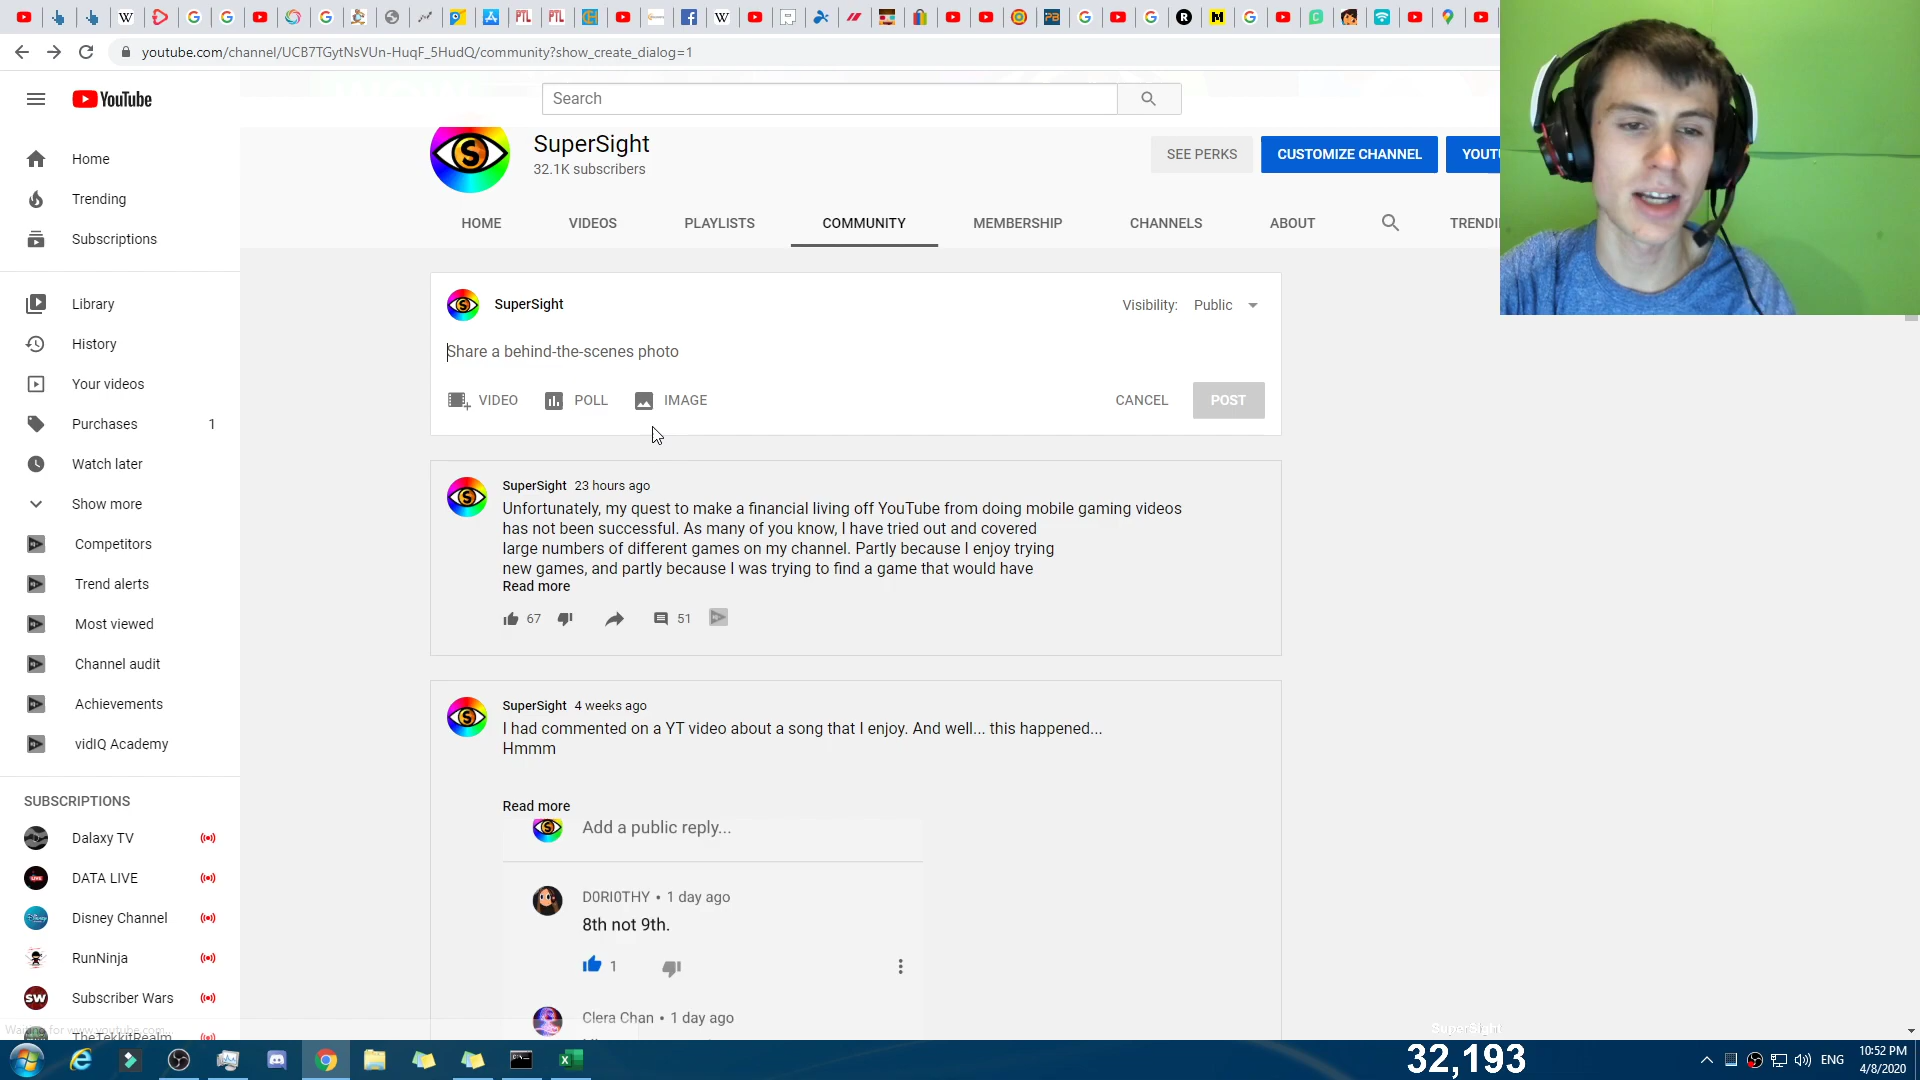 youtube.com/channel/UCB7TGytNsVUn-HuqF_5HudQ/community?show_create_dialog=1
YouTube
Search
SuperSight
32.1K subscribers
SEE PERKS
CUSTOMIZE CHANNEL
HOME
VIDEOS
PLAYLISTS
COMMUNITY
MEMBERSHIP
CHANNELS
ABOUT
Home
Trending
Subscriptions
Library
History
Your videos
Purchases 1
Watch later
Show more
Competitors
Trend alerts
Most viewed
Channel audit
Achievements
vidIQ Academy
SUBSCRIPTIONS
Dalaxy TV
DATA LIVE
Disney Channel
RunNinja
Subscriber Wars
TheTekkitRealm
Waiting for www.youtube.com...
SuperSight
Visibility: Public
Share a behind-the-scenes photo
VIDEO
POLL
IMAGE
CANCEL
POST
SuperSight 23 hours ago
Unfortunately, my quest to make a financial living off YouTube from doing mobile gaming videos
has not been successful. As many of you know, I have tried out and covered
large numbers of different games on my channel. Partly because I enjoy trying
new games, and partly because I was trying to find a game that would have
Read more
67
51
SuperSight 4 weeks ago
I had commented on a YT video about a song that I enjoy. And well... this happened...
Hmmm
Read more
Add a public reply...
D0RI0THY • 1 day ago
8th not 9th.
1
Clera Chan • 1 day ago
SuperSight
32,193
ENG
10:52 PM
4/8/2020